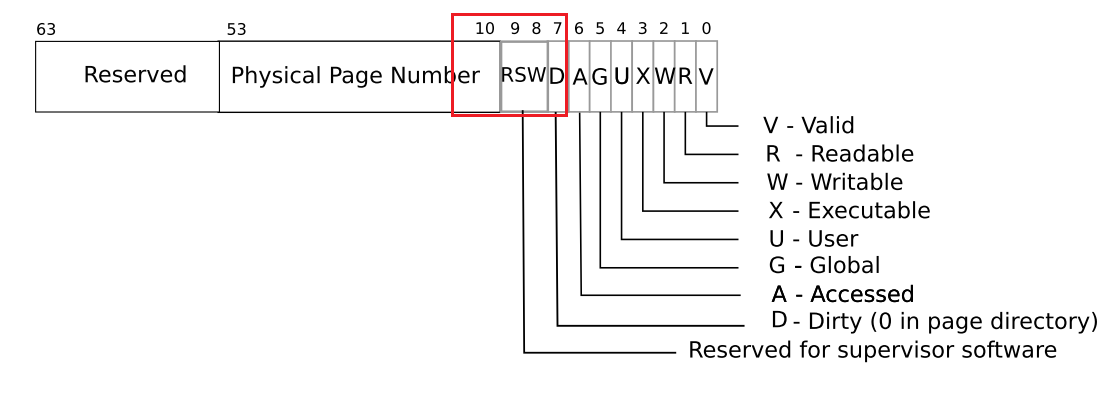 63 53 10 9 8 7 6 5 4 3 2 1 0
Reserved Physical Page Number RSW D A G U X W R V
V - Valid
R - Readable
W - Writable
X - Executable
U - User
G - Global
A - Accessed
D - Dirty (0 in page directory)
Reserved for supervisor software